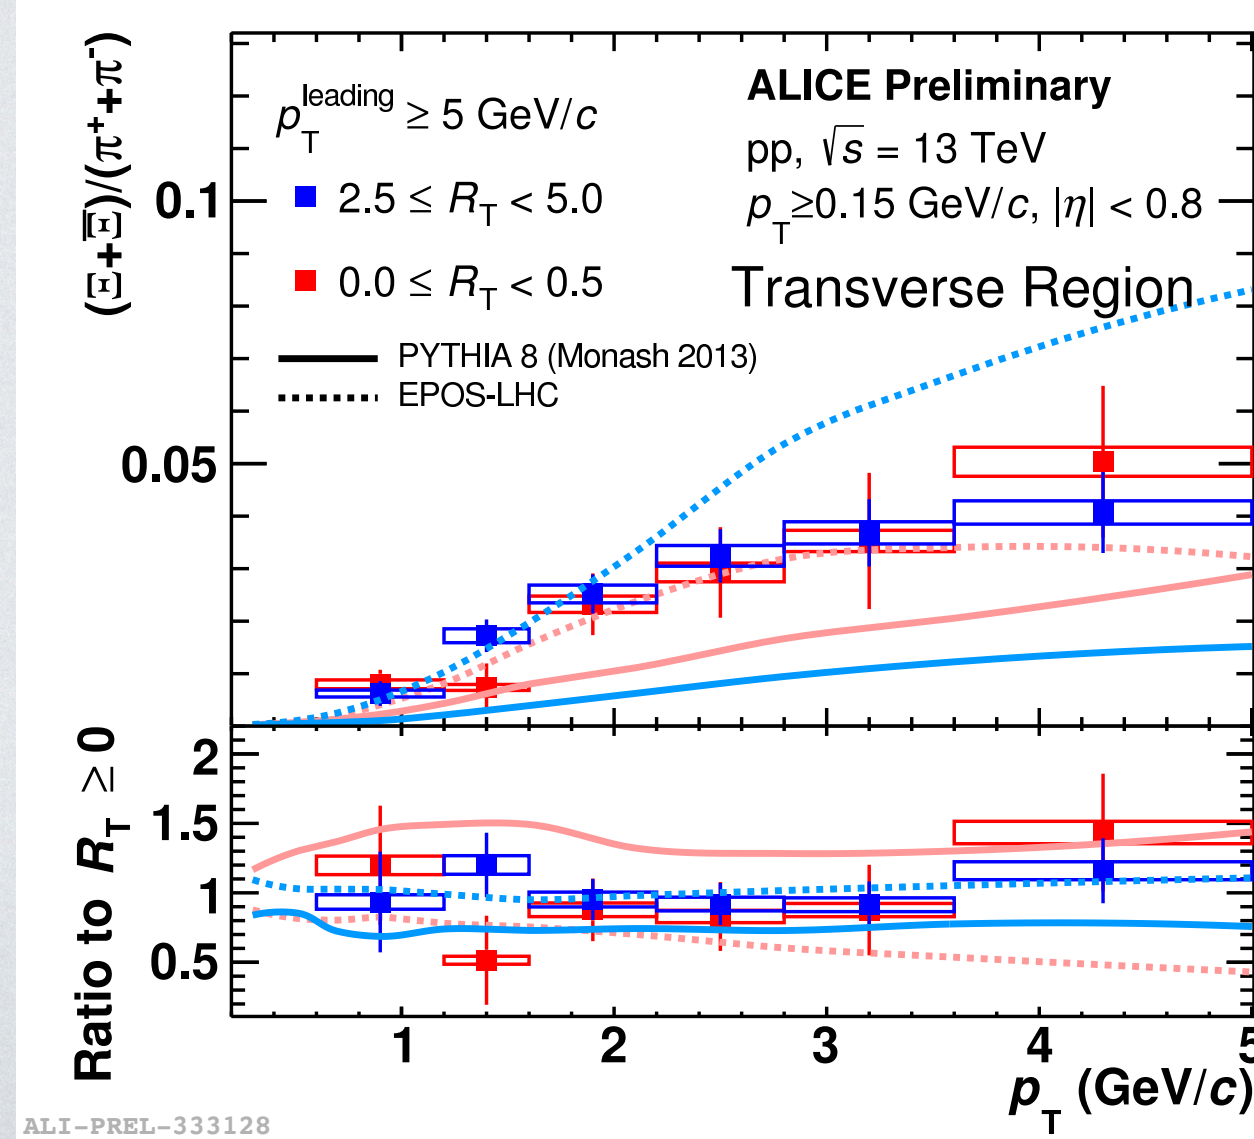 (Ξ+Ξ̅)/(π⁺+π⁻)
p_T^leading ≥ 5 GeV/c
2.5 ≤ R_T < 5.0
0.0 ≤ R_T < 0.5
PYTHIA 8 (Monash 2013)
EPOS-LHC
ALICE Preliminary
pp, √s = 13 TeV
p_T≥0.15 GeV/c, |η| < 0.8
Transverse Region
0.1
0.05
Ratio to R_T ≥ 0
2
1.5
1
0.5
1 2 3 4 5
p_T (GeV/c)
ALI-PREL-333128